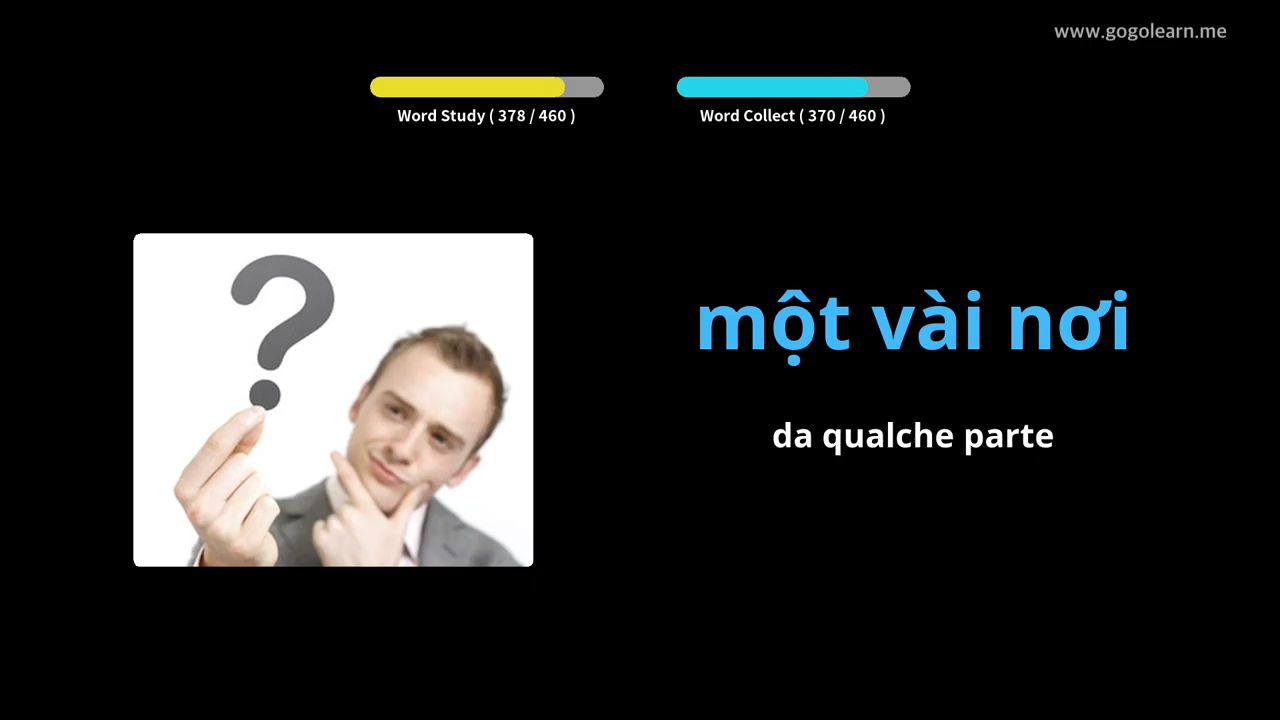 www.gogolearn.me
Word Study ( 378 / 460 )
Word Collect ( 370 / 460 )
một vài nơi
da qualche parte